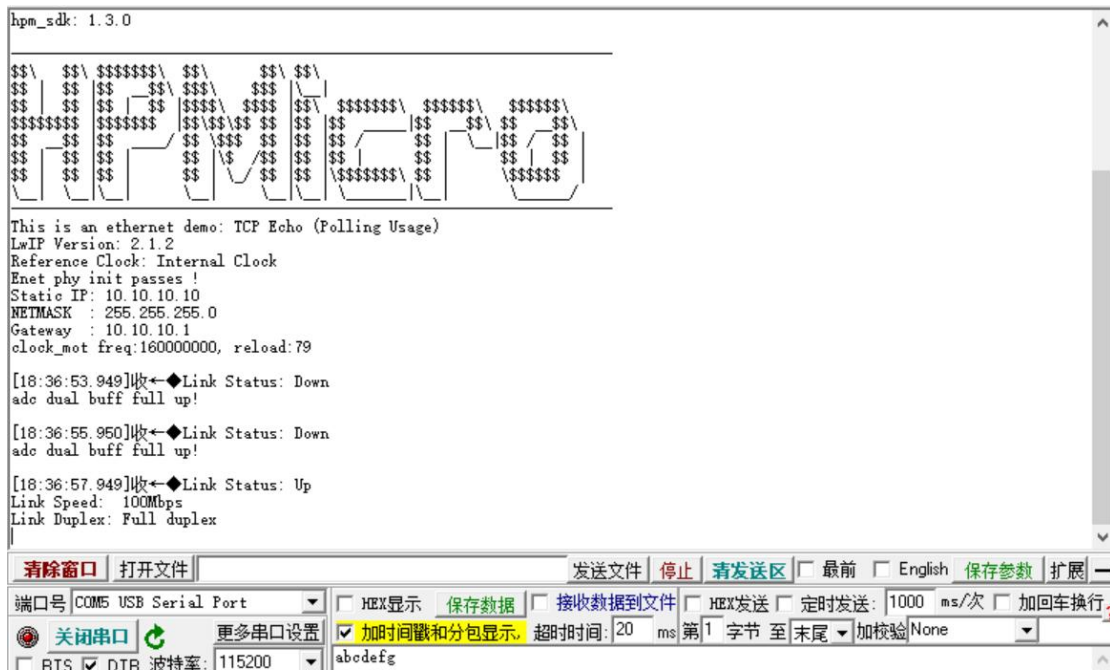 hpm_sdk: 1.3.0
HPMicro
This is an ethernet demo: TCP Echo (Polling Usage)
LwIP Version: 2.1.2
Reference Clock: Internal Clock
Enet phy init passes !
Static IP: 10.10.10.10
NETMASK  : 255.255.255.0
Gateway  : 10.10.10.1
clock_mot freq:160000000, reload:79
[18:36:53.949]收←◆Link Status: Down
adc dual buff full up!
[18:36:55.950]收←◆Link Status: Down
adc dual buff full up!
[18:36:57.949]收←◆Link Status: Up
Link Speed:  100Mbps
Link Duplex: Full duplex
清除窗口 打开文件 发送文件 停止 清发送区 最前 English 保存参数 扩展 —
端口号 COM5 USB Serial Port HEX显示 保存数据 接收数据到文件 HEX发送 定时发送: 1000 ms/次 加回车换行
关闭串口 更多串口设置 加时间戳和分包显示, 超时时间: 20 ms 第1 字节 至 末尾 加校验 None
RTS DTR 波特率: 115200 abcdefg